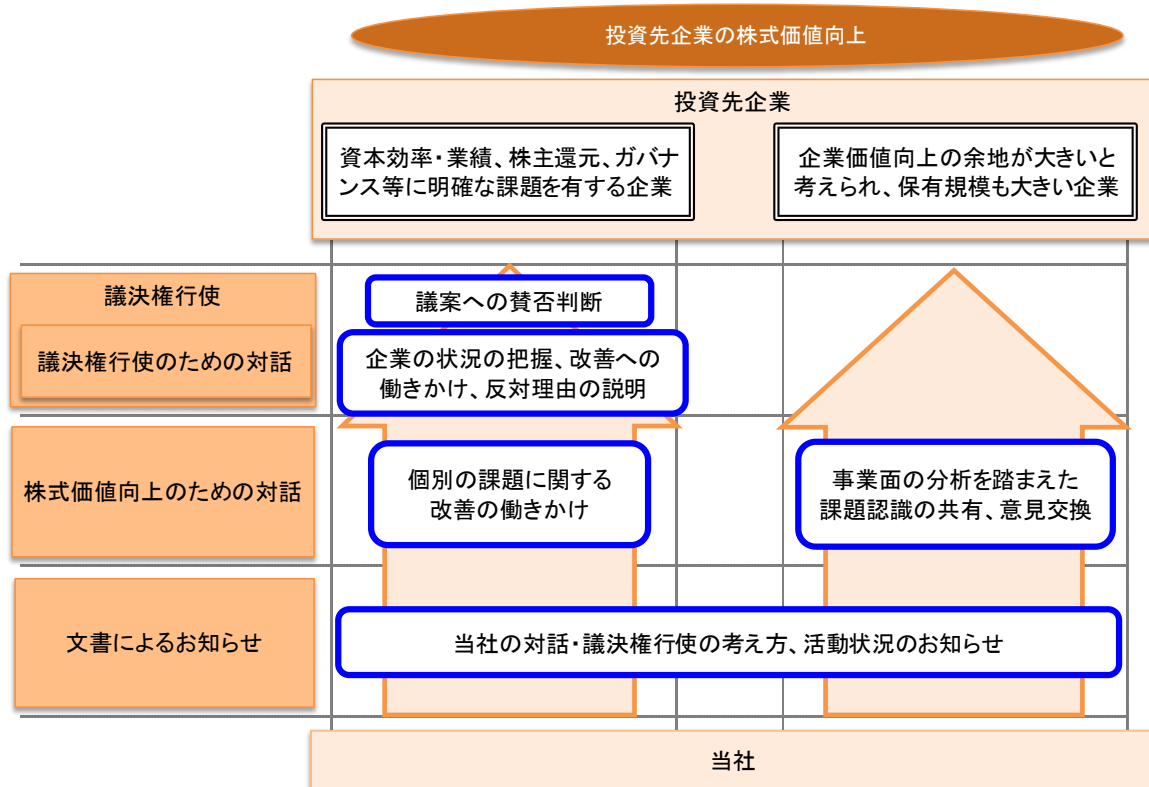 投資先企業の株式価値向上
投資先企業
資本効率・業績、株主還元、ガバナ
ンス等に明確な課題を有する企業
企業価値向上の余地が大きいと
考えられ、保有規模も大きい企業
議決権行使
議案への賛否判断
議決権行使のための対話
企業の状況の把握、改善への
働きかけ、反対理由の説明
株式価値向上のための対話
個別の課題に関する
改善の働きかけ
事業面の分析を踏まえた
課題認識の共有、意見交換
文書によるお知らせ
当社の対話・議決権行使の考え方、活動状況のお知らせ
当社